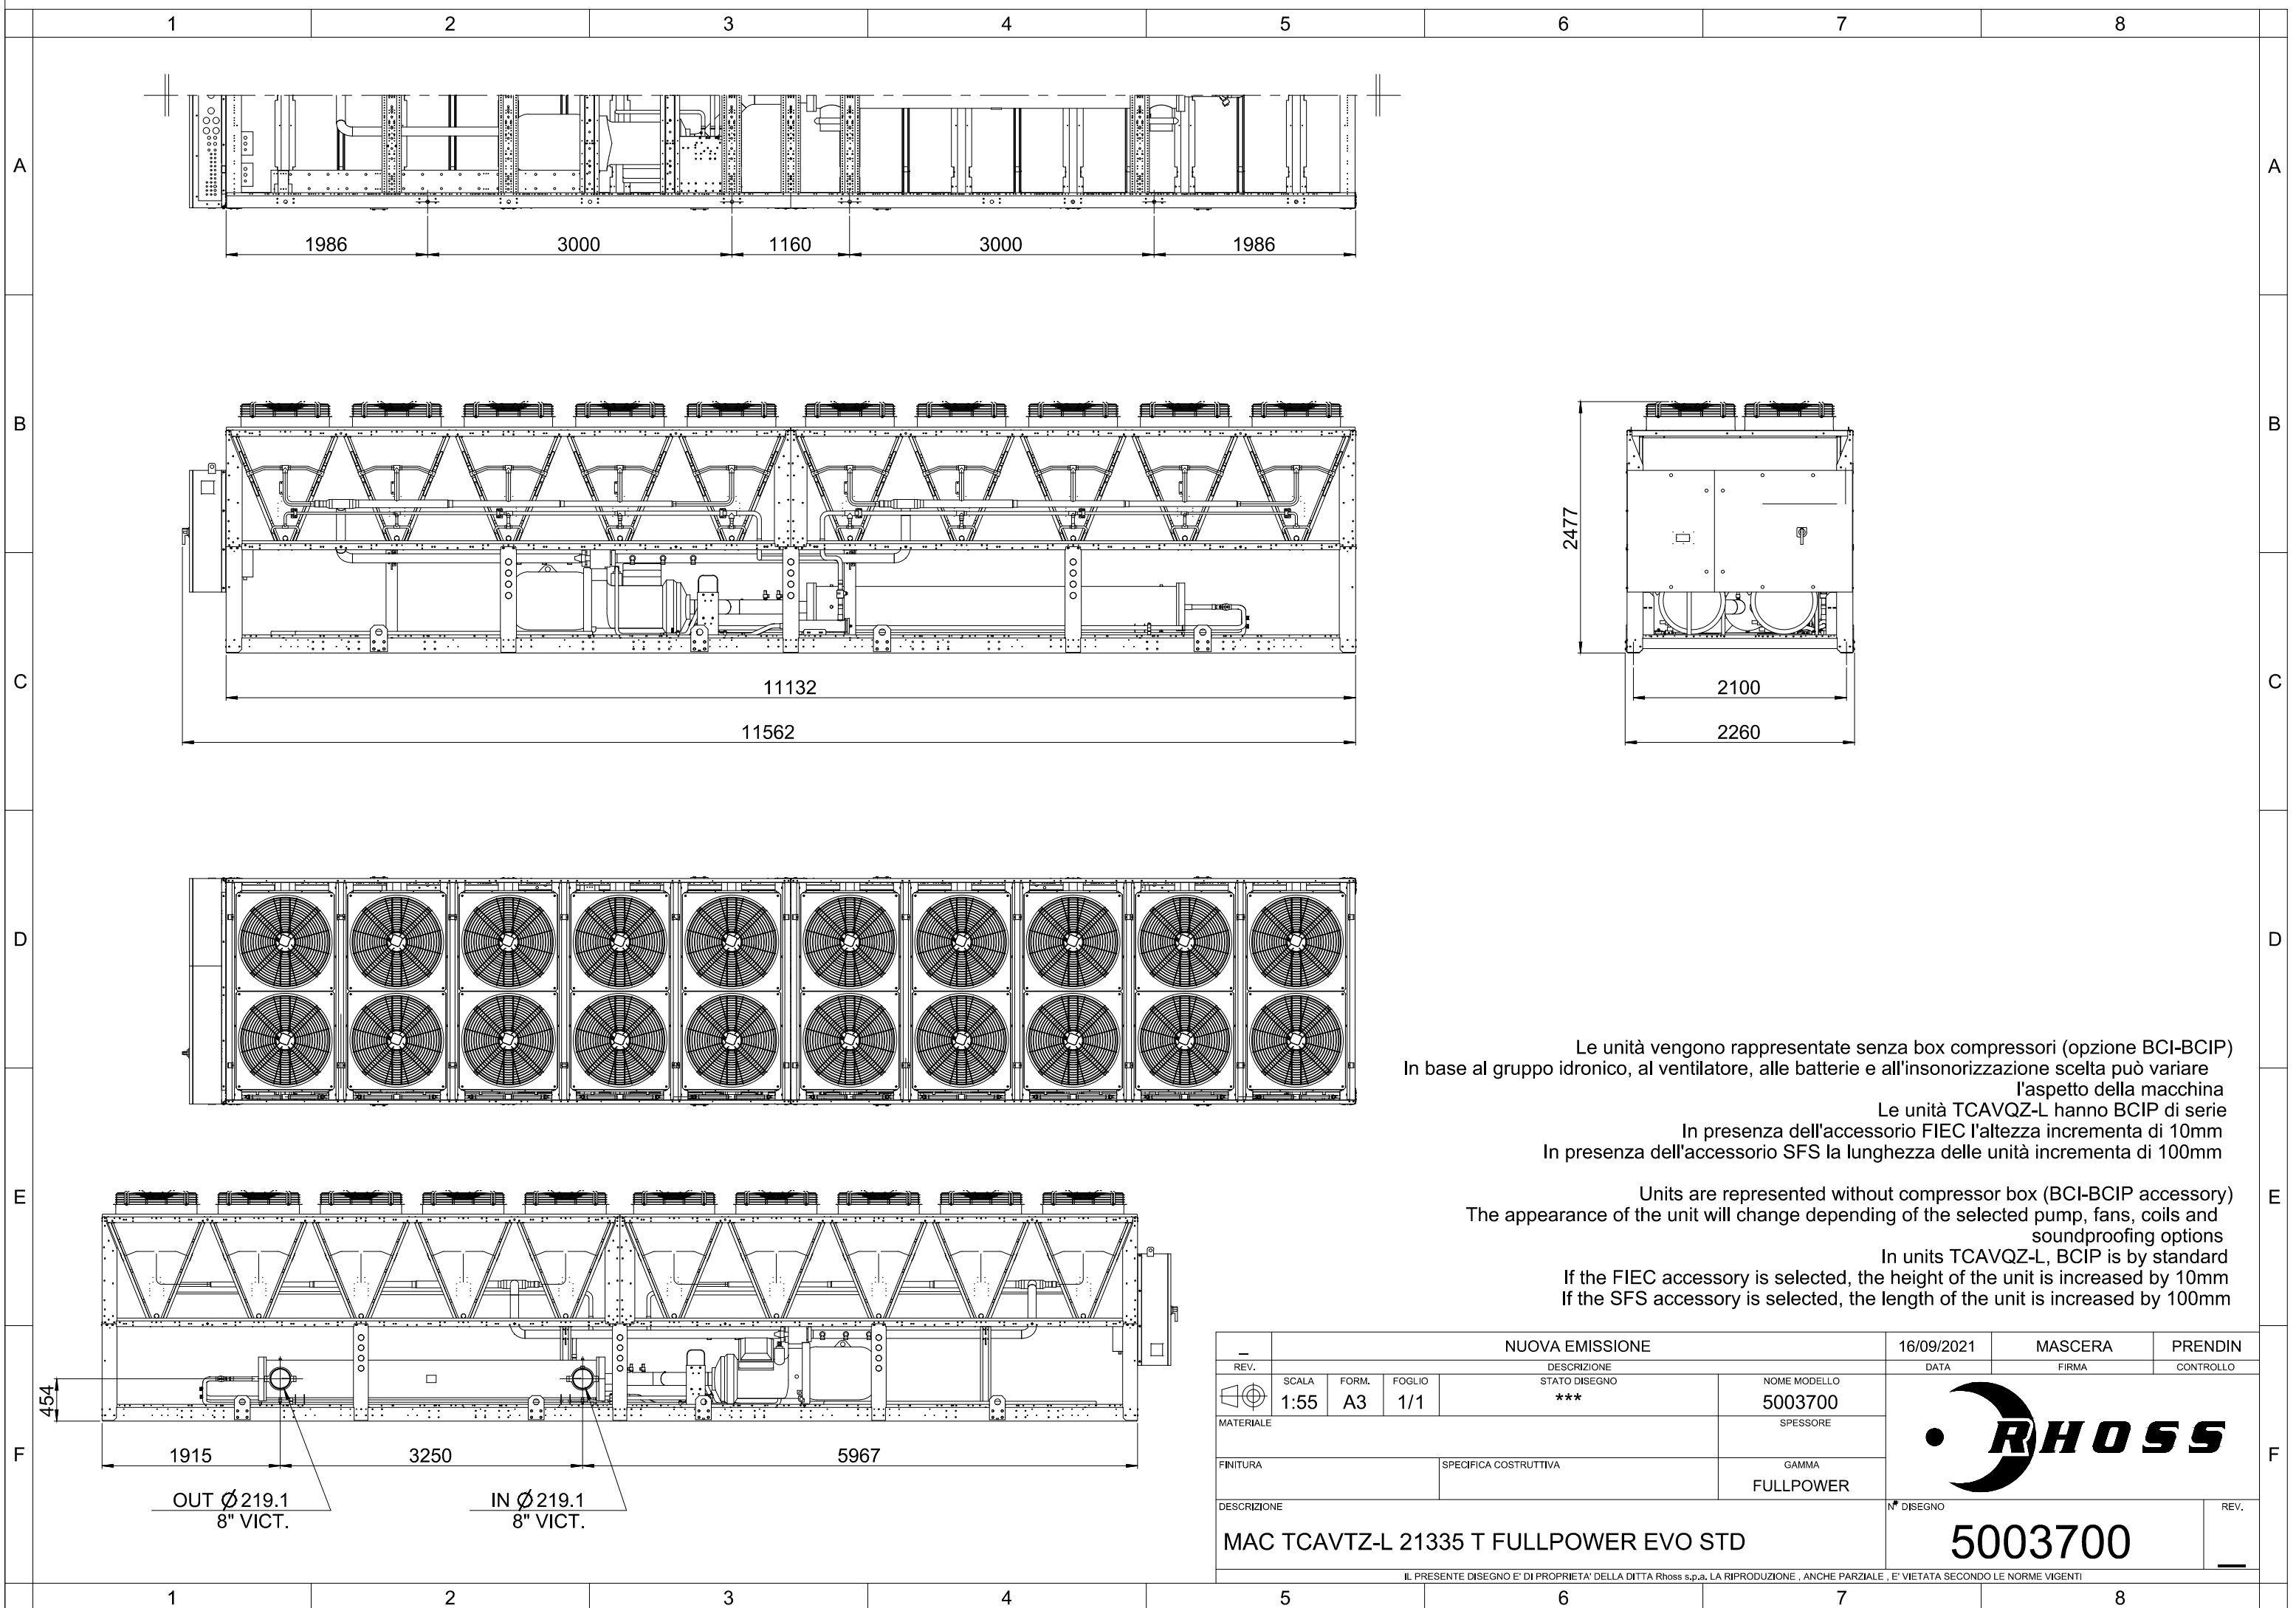 1 2 3 4 5 6 7 8
A A
1986 3000 1160 3000 1986
B B
2477
C C
11132
11562
2100
2260
D D
Le unità vengono rappresentate senza box compressori (opzione BCI-BCIP)
In base al gruppo idronico, al ventilatore, alle batterie e all'insonorizzazione scelta può variare
l'aspetto della macchina
Le unità TCAVQZ-L hanno BCIP di serie
In presenza dell'accessorio FIEC l'altezza incrementa di 10mm
In presenza dell'accessorio SFS la lunghezza delle unità incrementa di 100mm
E E
Units are represented without compressor box (BCI-BCIP accessory)
The appearance of the unit will change depending of the selected pump, fans, coils and
soundproofing options
In units TCAVQZ-L, BCIP is by standard
If the FIEC accessory is selected, the height of the unit is increased by 10mm
If the SFS accessory is selected, the length of the unit is increased by 100mm
454
F F
1915 3250 5967
OUT Ø 219.1
8" VICT.
IN Ø 219.1
8" VICT.
_ NUOVA EMISSIONE 16/09/2021 MASCERA PRENDIN
REV. DESCRIZIONE DATA FIRMA CONTROLLO
SCALA FORM. FOGLIO STATO DISEGNO NOME MODELLO
1:55 A3 1/1 *** 5003700
MATERIALE SPESSORE
RHOSS
FINITURA SPECIFICA COSTRUTTIVA GAMMA
FULLPOWER
DESCRIZIONE N° DISEGNO REV.
MAC TCAVTZ-L 21335 T FULLPOWER EVO STD 5003700 _
IL PRESENTE DISEGNO E' DI PROPRIETA' DELLA DITTA Rhoss s.p.a. LA RIPRODUZIONE , ANCHE PARZIALE , E' VIETATA SECONDO LE NORME VIGENTI
1 2 3 4 5 6 7 8